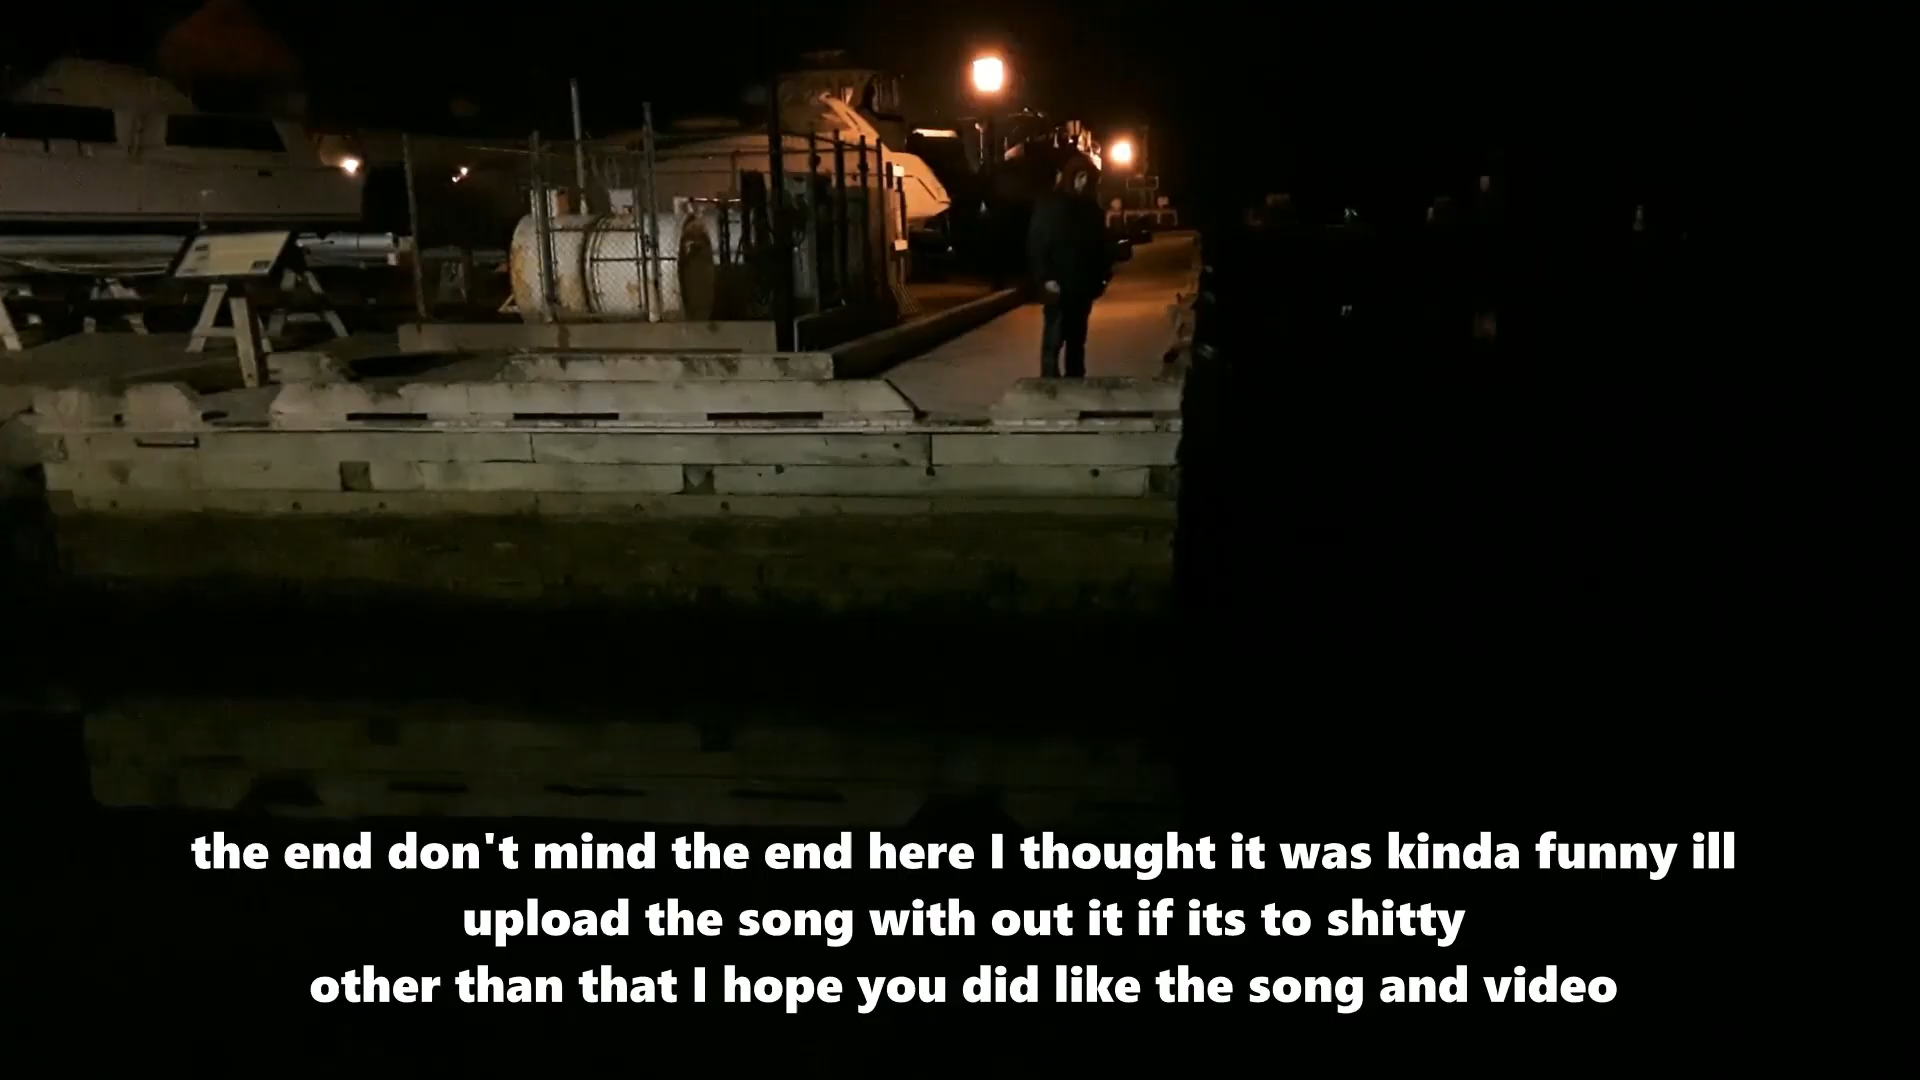 the end don't mind the end here I thought it was kinda funny ill
upload the song with out it if its to shitty
other than that I hope you did like the song and video